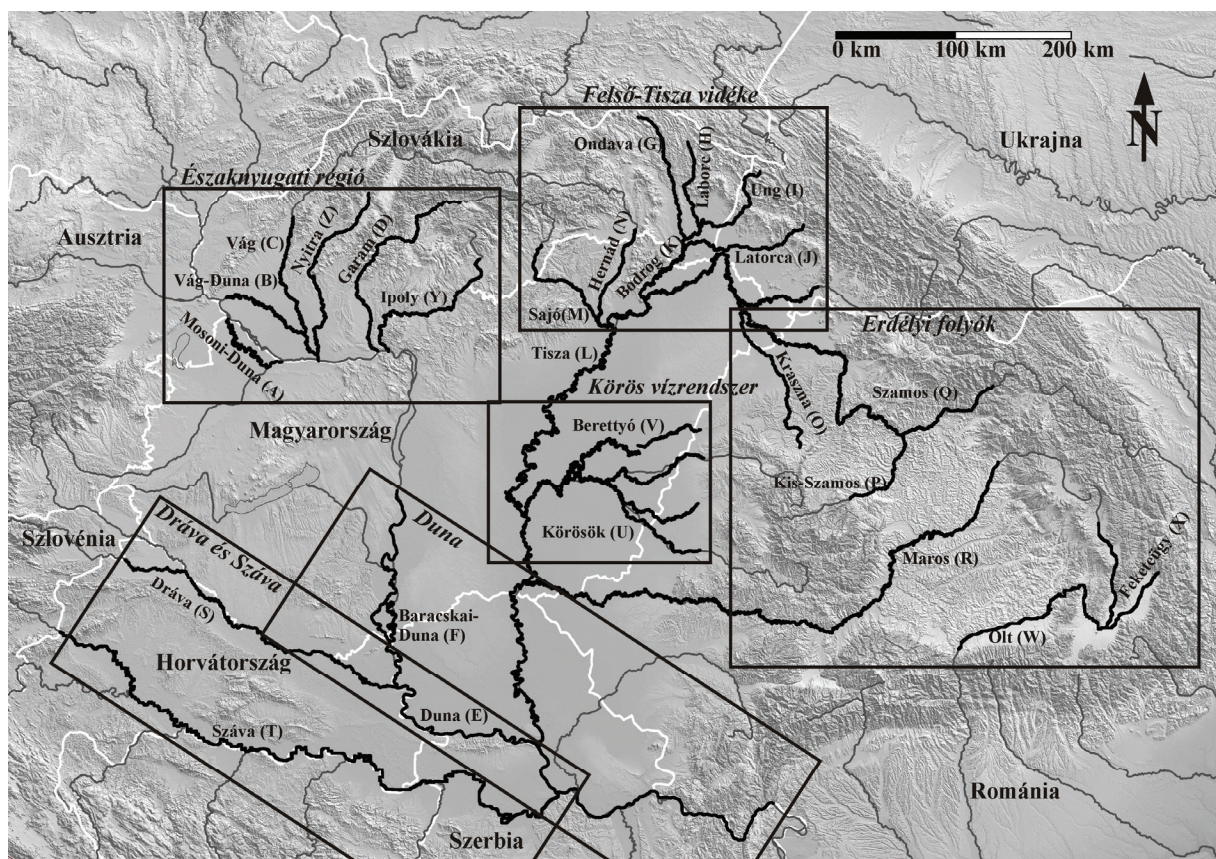 0 km
100 km
200 km
N
Felső-Tisza vidéke
Szlovákia
Ukrajna
Ondava (G)
Laborc (H)
Északnyugati régió
Ung (I)
Ausztria
Vág (C)
Nyitra (Z)
Garam (D)
Hernád (N)
Bodrog (K)
Latorca (J)
Vág-Duna (B)
Ipoly (Y)
Mosoni-Duna (A)
Sajó(M)
Erdélyi folyók
Tisza (L)
Kraszna (O)
Körös vízrendszer
Szamos (Q)
Magyarország
Berettyó (V)
Kis-Szamos (P)
Szlovénia
Dráva és Száva
Duna
Körösök (U)
Maros (R)
Feketeügy (X)
Dráva (S)
Baracskai-
Duna (F)
Olt (W)
Horvátország
Száva (T)
Duna (E)
Románia
Szerbia